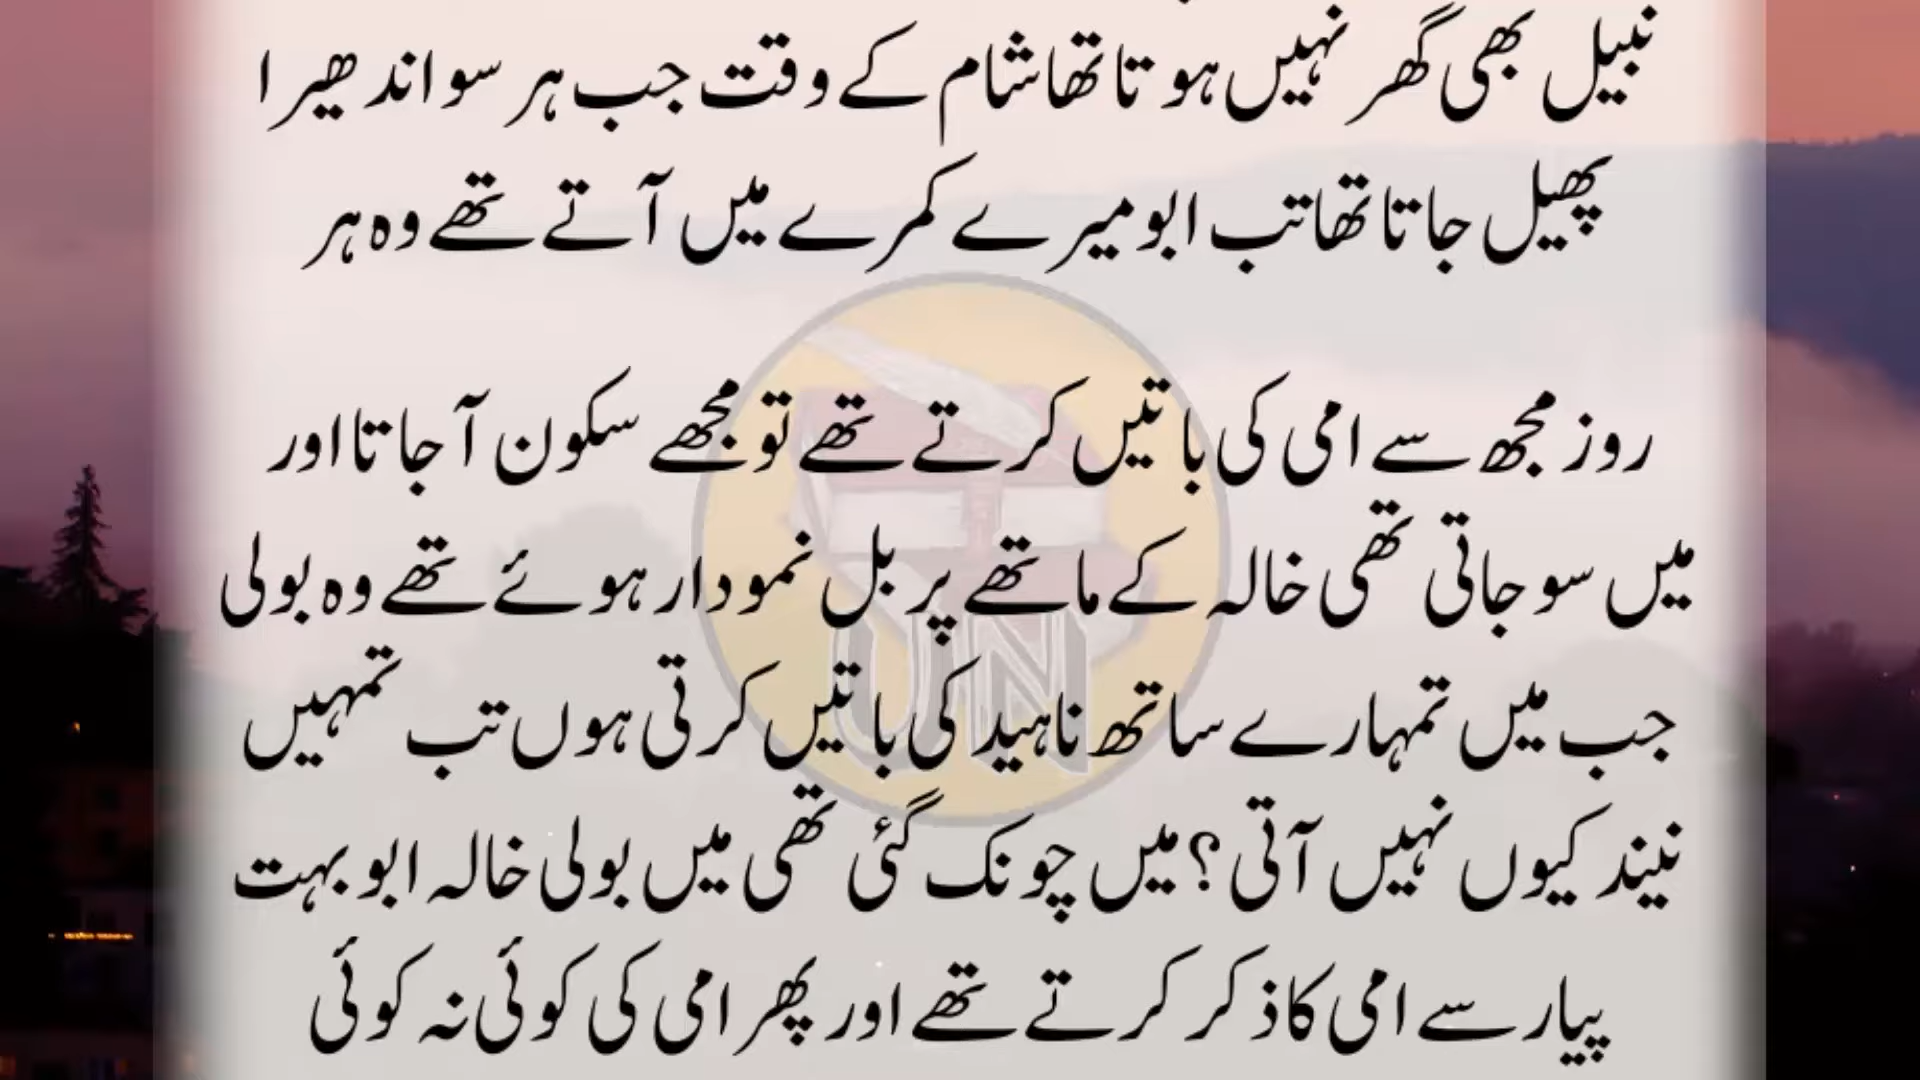 نبیل بھی گھر نہیں ہوتا تھا شام کے وقت جب ہر سو اندھیرا
پھیل جاتا تھا تب ابو میرے کمرے میں آتے تھے وہ ہر
روز مجھ سے امی کی باتیں کرتے تھے تو مجھے سکون آ جاتا اور
میں سو جاتی تھی خالہ کے ماتھے پر بل نمودار ہوئے تھے وہ بولی
جب میں تمہارے ساتھ ناہید کی باتیں کرتی ہوں تب تمہیں
نیند کیوں نہیں آتی؟ میں چونک گئی تھی میں بولی خالہ ابو بہت
پیار سے امی کا ذکر کرتے تھے اور پھر امی کی کوئی نہ کوئی
UN